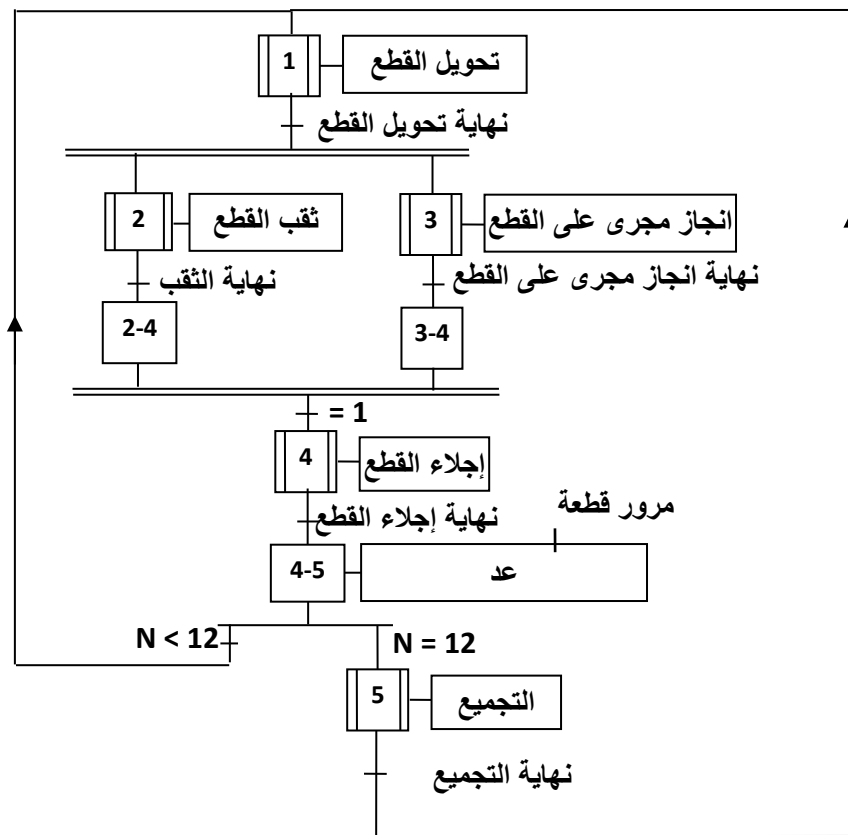 1
تحويل القطع
نهاية تحويل القطع
2
ثقب القطع
3
انجاز مجرى على القطع
نهاية الثقب
نهاية انجاز مجرى على القطع
2-4
3-4
= 1
4
إجلاء القطع
نهاية إجلاء القطع
مرور قطعة
4-5
عد
N < 12
N = 12
5
التجميع
نهاية التجميع